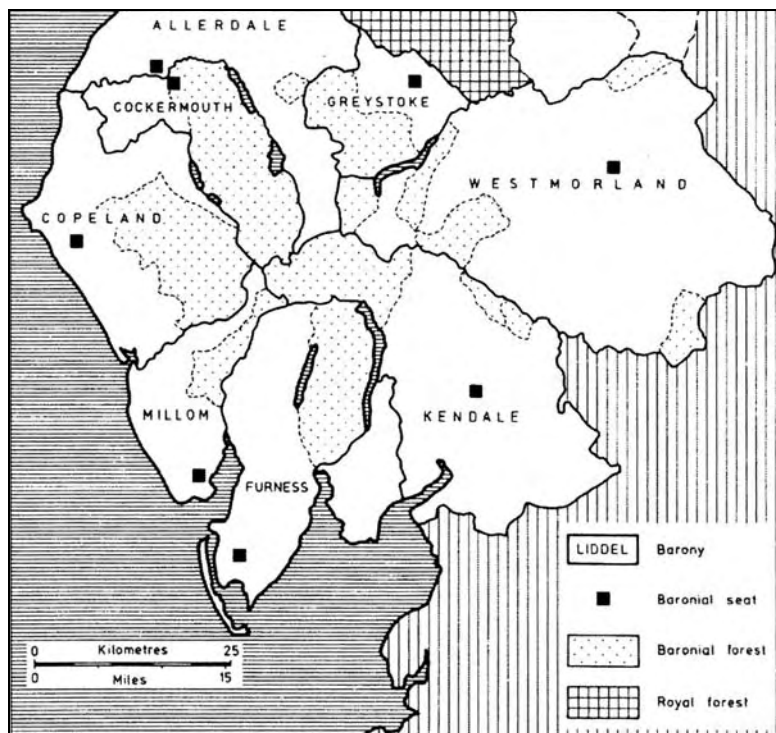 ALLERDALE
COCKERMOUTH
GREYSTOKE
WESTMORLAND
COPELAND
MILLOM
KENDALE
FURNESS
LIDDEL Barony
Baronial seat
Baronial forest
Royal forest
0 Kilometres 25
0 Miles 15